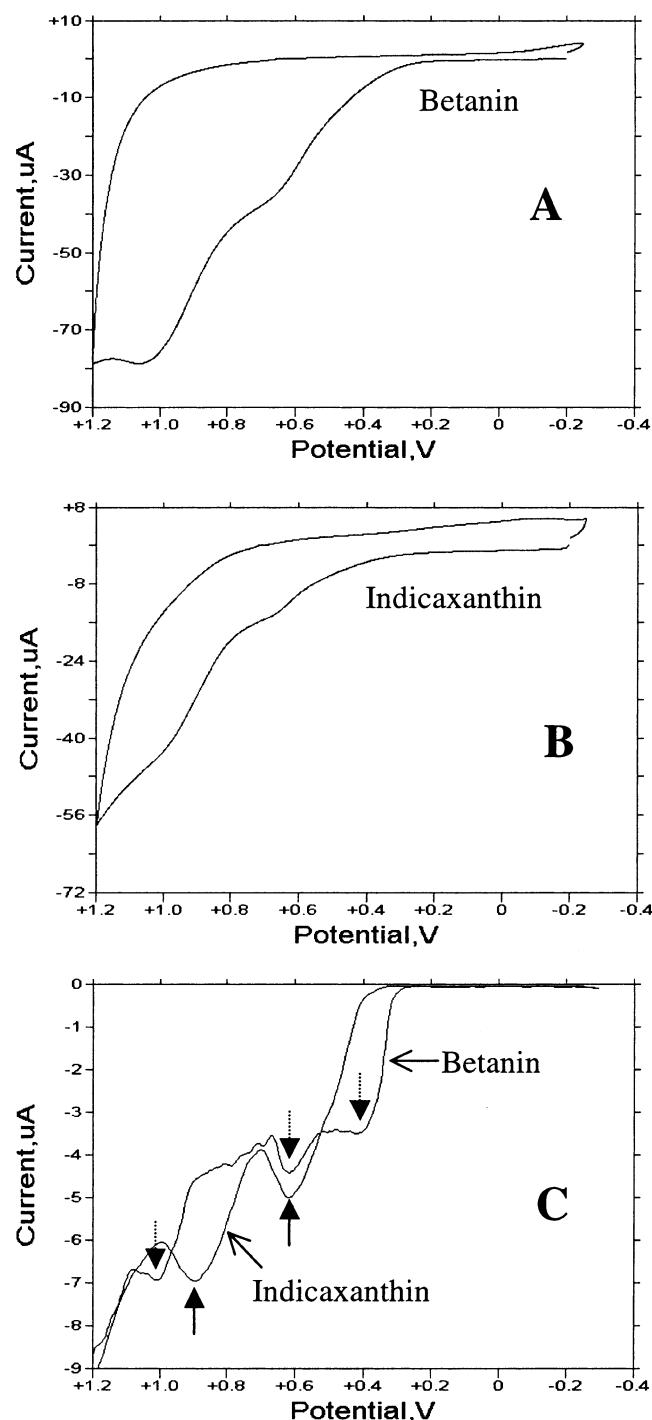 +10
-10
-30
-50
-70
-90
Current,uA
Betanin
A
+1.2 +1.0 +0.8 +0.6 +0.4 +0.2 0 -0.2 -0.4
Potential,V
+8
-8
-24
-40
-56
-72
Current,uA
Indicaxanthin
B
+1.2 +1.0 +0.8 +0.6 +0.4 +0.2 0 -0.2 -0.4
Potential,V
0
-1
-2
-3
-4
-5
-6
-7
-8
-9
Current,uA
Betanin
C
Indicaxanthin
+1.2 +1.0 +0.8 +0.6 +0.4 +0.2 0 -0.2 -0.4
Potential,V